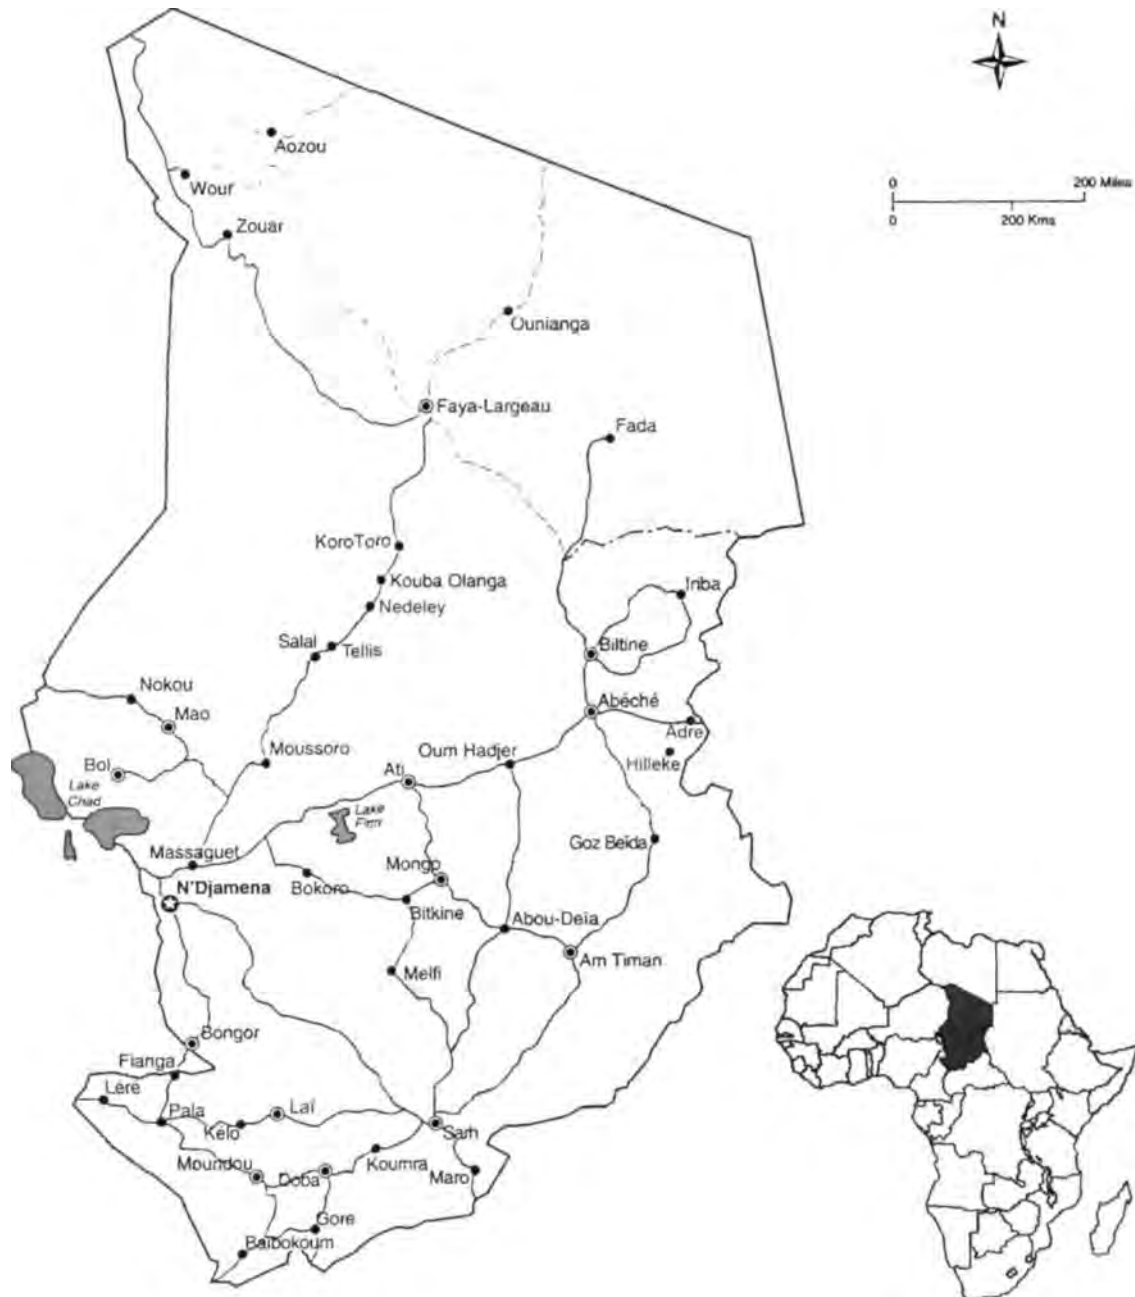 N
Aozou
Wour
0
200 Miles
0
200 Kms
Zouar
Ounianga
Faya-Largeau
Fada
KoroToro
Kouba Olanga
Iriba
Nedeley
Salal
Tellis
Biltine
Nokou
Abéché
Mao
Adre
Moussoro
Oum Hadjer
Hilleke
Bol
Ati
Lake
Chad
Lake
Fitri
Goz Beïda
Massaguet
Mongo
N'Djamena
Bokoro
Bitkine
Abou-Deïa
Am Timan
Melfi
Bongor
Fianga
Lére
Pala
Laï
Kélo
Sarh
Moundou
Doba
Koumra
Maro
Gore
Baïbokoum